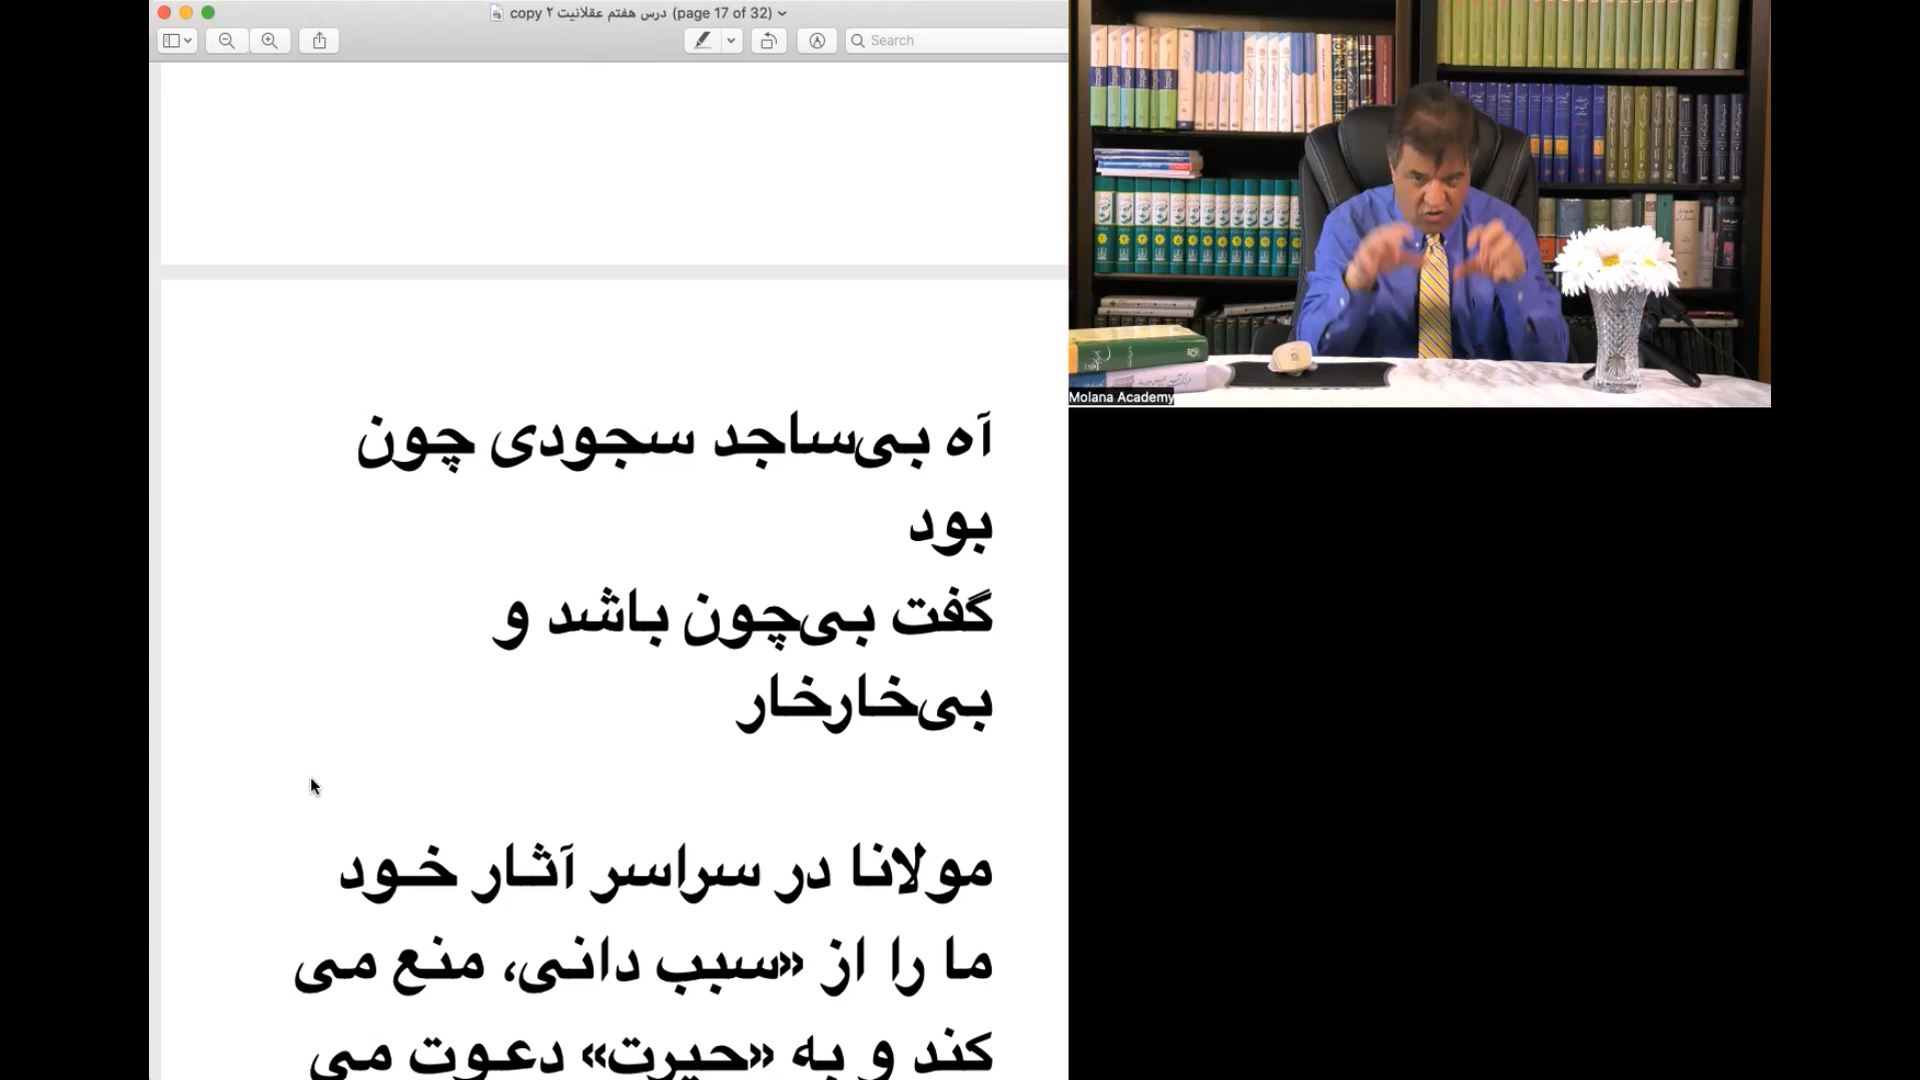 درس هفتم عقلانیت ۲ copy (page 17 of 32)
Search
آه بی‌ساجد سجودی چون
بود
گفت بی‌چون باشد و
بی‌خارخار
مولانا در سراسر آثار خود
ما را از «سبب دانی، منع می
کند و به «حیرت» دعوت می
Molana Academy